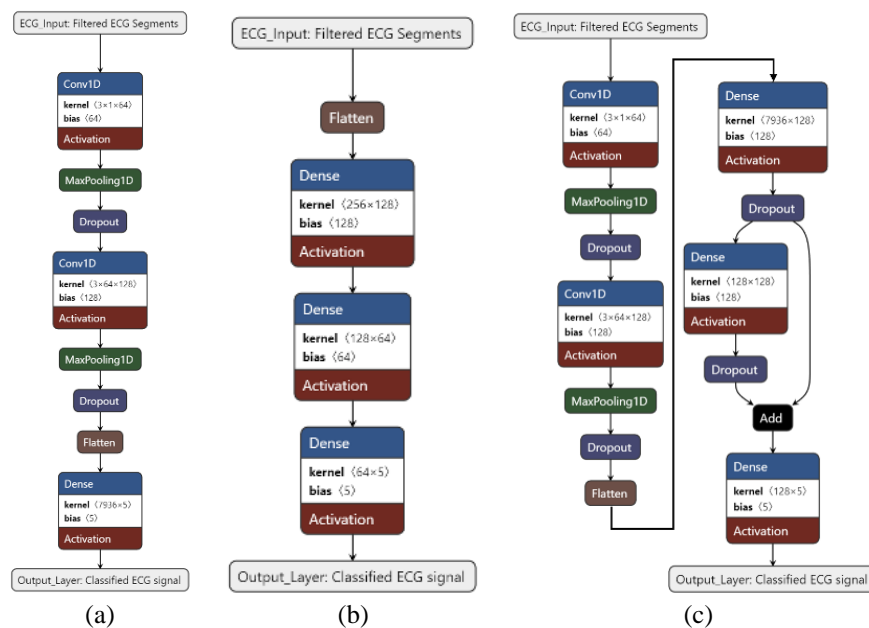 ECG_Input: Filtered ECG Segments
Conv1D
kernel ⟨3×1×64⟩
bias ⟨64⟩
Activation
MaxPooling1D
Dropout
Conv1D
kernel ⟨3×64×128⟩
bias ⟨128⟩
Activation
MaxPooling1D
Dropout
Flatten
Dense
kernel ⟨7936×5⟩
bias ⟨5⟩
Activation
Output_Layer: Classified ECG signal
(a)
ECG_Input: Filtered ECG Segments
Flatten
Dense
kernel ⟨256×128⟩
bias ⟨128⟩
Activation
Dense
kernel ⟨128×64⟩
bias ⟨64⟩
Activation
Dense
kernel ⟨64×5⟩
bias ⟨5⟩
Activation
Output_Layer: Classified ECG signal
(b)
ECG_Input: Filtered ECG Segments
Conv1D
kernel ⟨3×1×64⟩
bias ⟨64⟩
Activation
MaxPooling1D
Dropout
Conv1D
kernel ⟨3×64×128⟩
bias ⟨128⟩
Activation
MaxPooling1D
Dropout
Flatten
Dense
kernel ⟨7936×128⟩
bias ⟨128⟩
Activation
Dropout
Dense
kernel ⟨128×128⟩
bias ⟨128⟩
Activation
Dropout
Add
Dense
kernel ⟨128×5⟩
bias ⟨5⟩
Activation
Output_Layer: Classified ECG signal
(c)